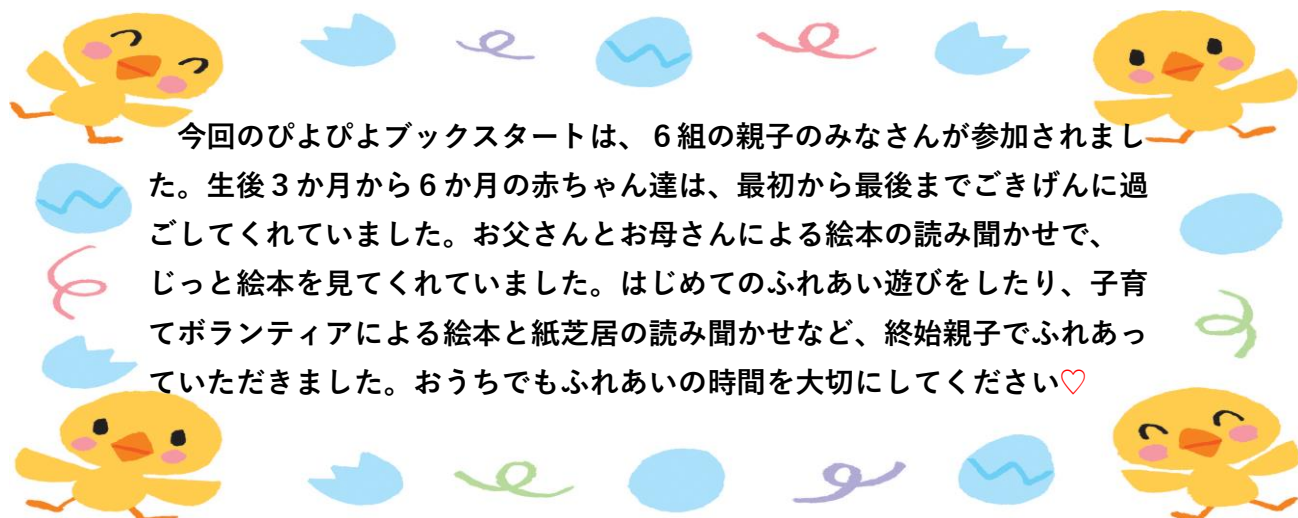 今回のぴよぴよブックスタートは、６組の親子のみなさんが参加されまし
た。生後３か月から６か月の赤ちゃん達は、最初から最後までごきげんに過
ごしてくれていました。お父さんとお母さんによる絵本の読み聞かせで、
じっと絵本を見てくれていました。はじめてのふれあい遊びをしたり、子育
てボランティアによる絵本と紙芝居の読み聞かせなど、終始親子でふれあっ
ていただきました。おうちでもふれあいの時間を大切にしてください♡